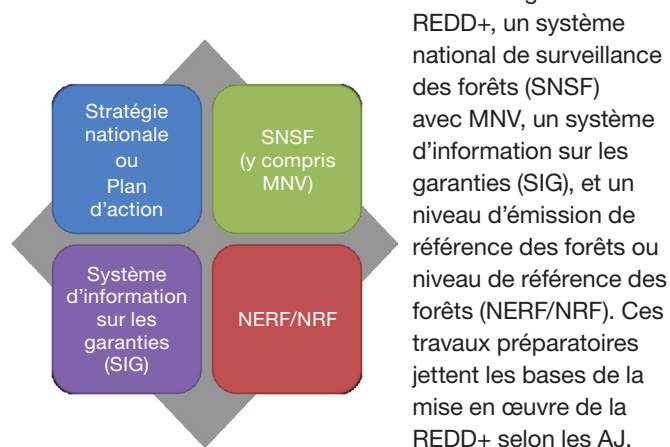 Stratégie
nationale
ou
Plan
d'action
SNSF
(y compris
MNV)
Système
d'information
sur les
garanties
(SIG)
NERF/NRF
REDD+, un système
national de surveillance
des forêts (SNSF)
avec MNV, un système
d'information sur les
garanties (SIG), et un
niveau d'émission de
référence des forêts ou
niveau de référence des
forêts (NERF/NRF). Ces
travaux préparatoires
jettent les bases de la
mise en œuvre de la
REDD+ selon les AJ.